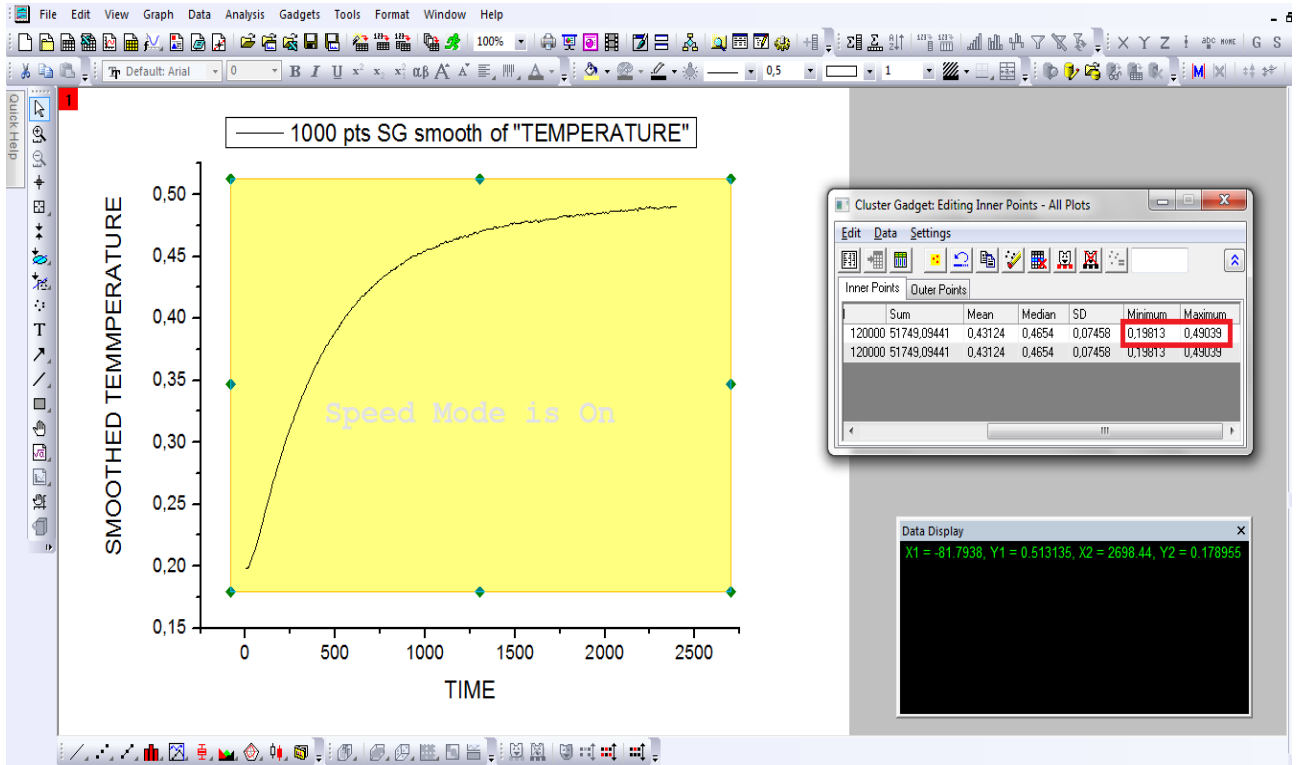 File Edit View Graph Data Analysis Gadgets Tools Format Window Help
100%
Default: Arial 0 B I U αβ A A A 0,5 1
X Y Z abc NONE G S
Quick Help
1
1000 pts SG smooth of "TEMPERATURE"
SMOOTHED TEMMPERATURE
0,50
0,45
0,40
0,35
0,30
0,25
0,20
0,15
Speed Mode is On
0 500 1000 1500 2000 2500
TIME
T
Cluster Gadget: Editing Inner Points - All Plots
Edit Data Settings
Inner Points Outer Points
Sum Mean Median SD Minimum Maximum
120000 51749,09441 0,43124 0,4654 0,07458 0,19813 0,49039
120000 51749,09441 0,43124 0,4654 0,07458 0,19813 0,49039
Data Display
X1 = -81.7938, Y1 = 0.513135, X2 = 2698.44, Y2 = 0.178955